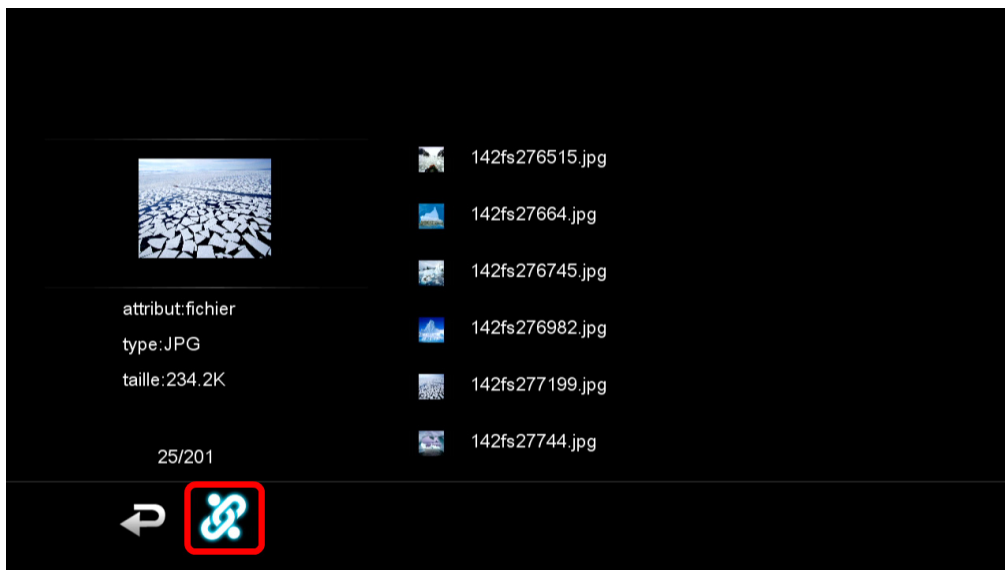 142fs276515.jpg
142fs27664.jpg
142fs276745.jpg
attribut:fichier
142fs276982.jpg
type:JPG
taille:234.2K
142fs277199.jpg
142fs27744.jpg
25/201